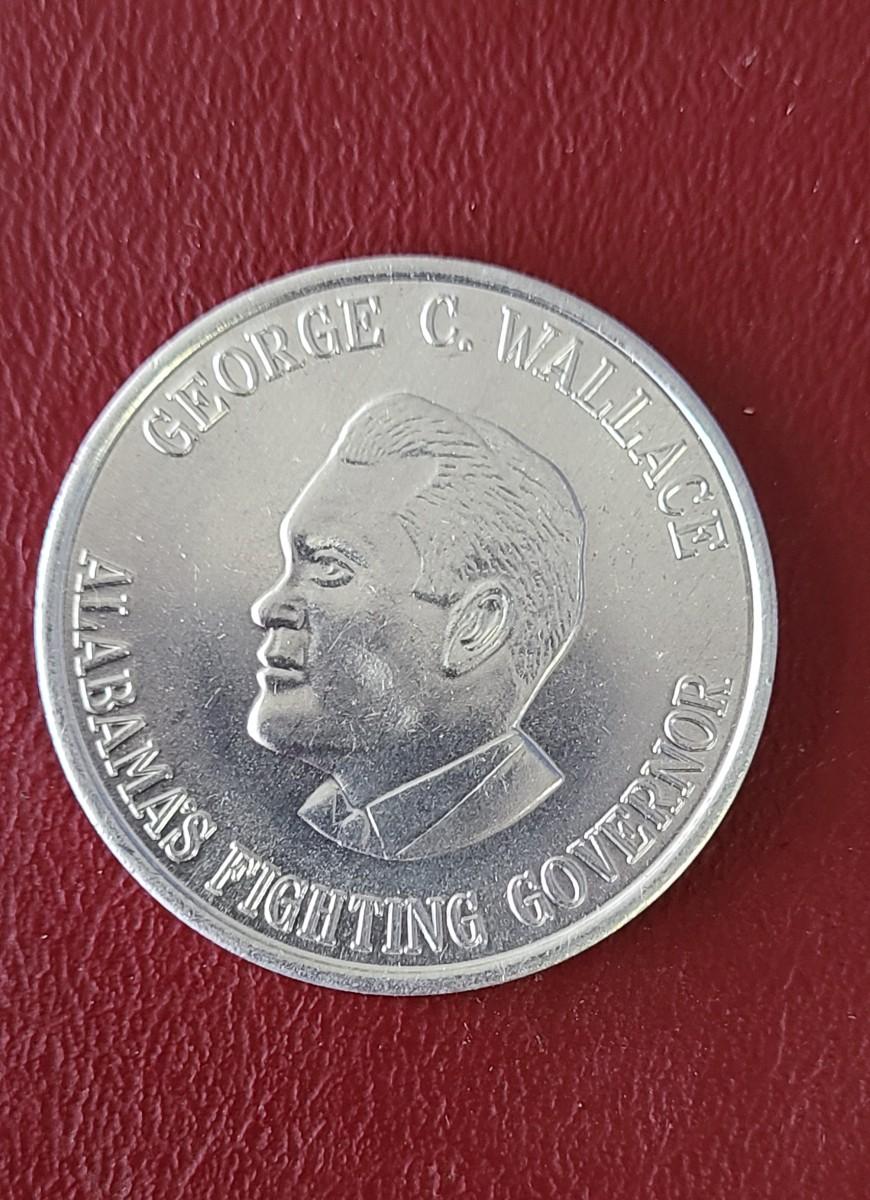 GEORGE C. WALLACE
ALABAMA'S FIGHTING GOVERNOR